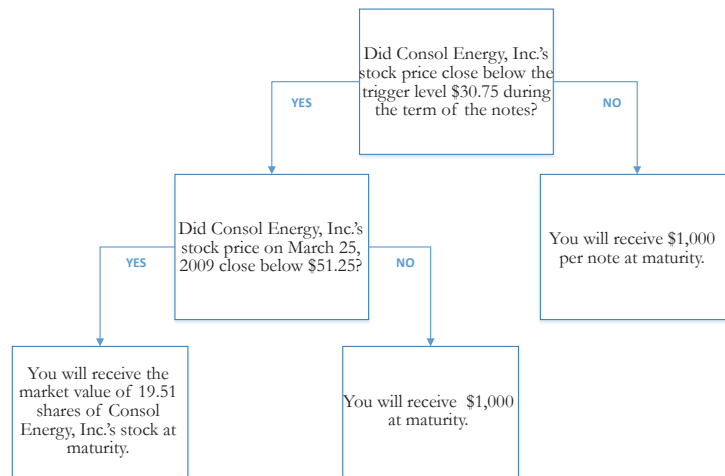 Did Consol Energy, Inc.'s
stock price close below the
trigger level $30.75 during
the term of the notes?
YES
NO
Did Consol Energy, Inc.'s
stock price on March 25,
2009 close below $51.25?
You will receive $1,000
per note at maturity.
YES
NO
You will receive the
market value of 19.51
shares of Consol
Energy, Inc.'s stock at
maturity.
You will receive $1,000
at maturity.